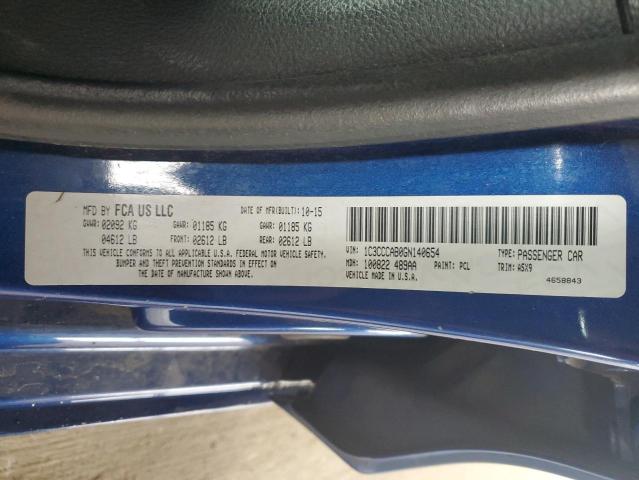 MFD BY FCA US LLC DATE OF MFR(BUILT): 10-15
GVWR: 02092 KG GAWR: 01185 KG GAWR: 01185 KG
04612 LB FRONT: 02612 LB REAR: 02612 LB
THIS VEHICLE CONFORMS TO ALL APPLICABLE U.S.A. FEDERAL MOTOR VEHICLE SAFETY,
BUMPER AND THEFT PREVENTION STANDARDS IN EFFECT ON THE
DATE OF MANUFACTURE SHOWN ABOVE.
VIN: 1C3CCCAB0GN140654 TYPE: PASSENGER CAR
MDH: 100822 489AA PAINT: PCL TRIM: A5X9
VEHICLE MADE IN U.S.A. 4658843